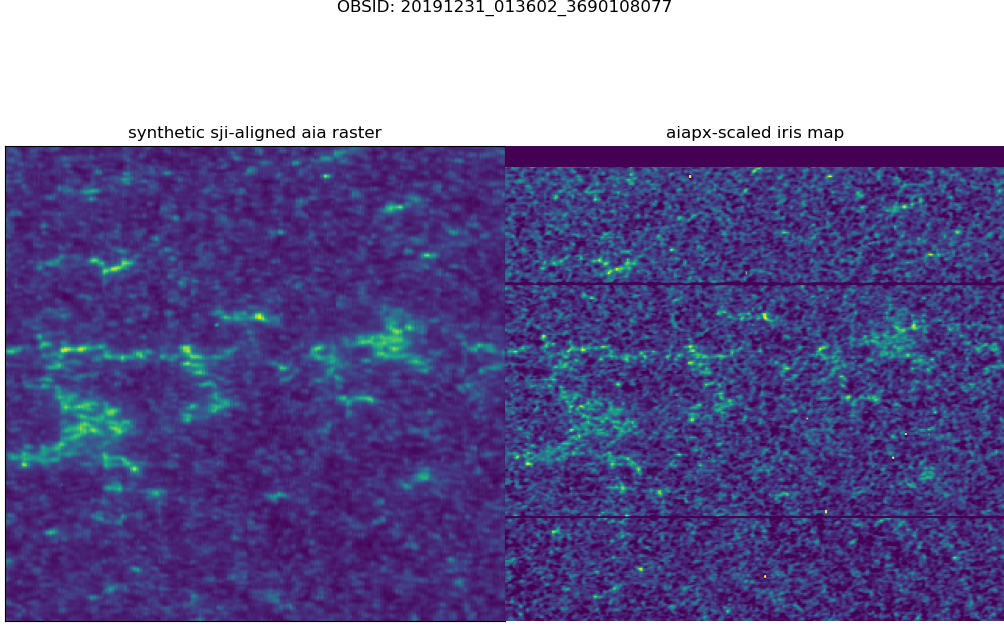 OBSID: 20191231_013602_3690108077
synthetic sji-aligned aia raster
aiapx-scaled iris map